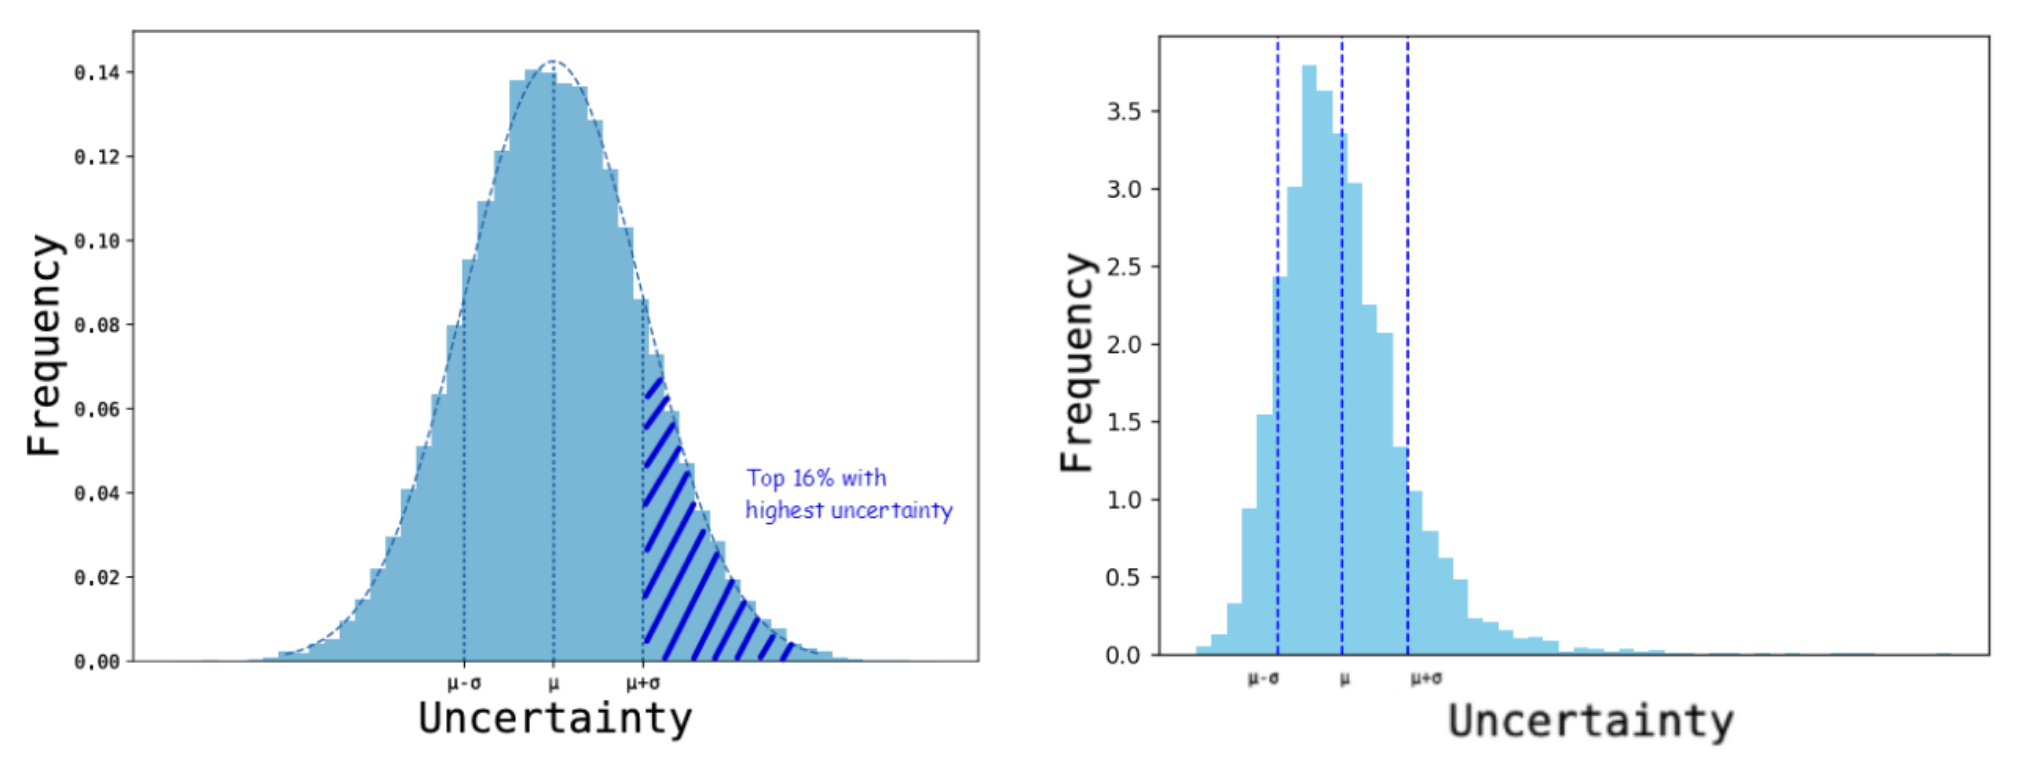 Frequency
0.14
0.12
0.10
0.08
0.06
0.04
0.02
0.00
Top 16% with
highest uncertainty
μ-σ μ μ+σ
Uncertainty
Frequency
3.5
3.0
2.5
2.0
1.5
1.0
0.5
0.0
μ-σ μ μ+σ
Uncertainty